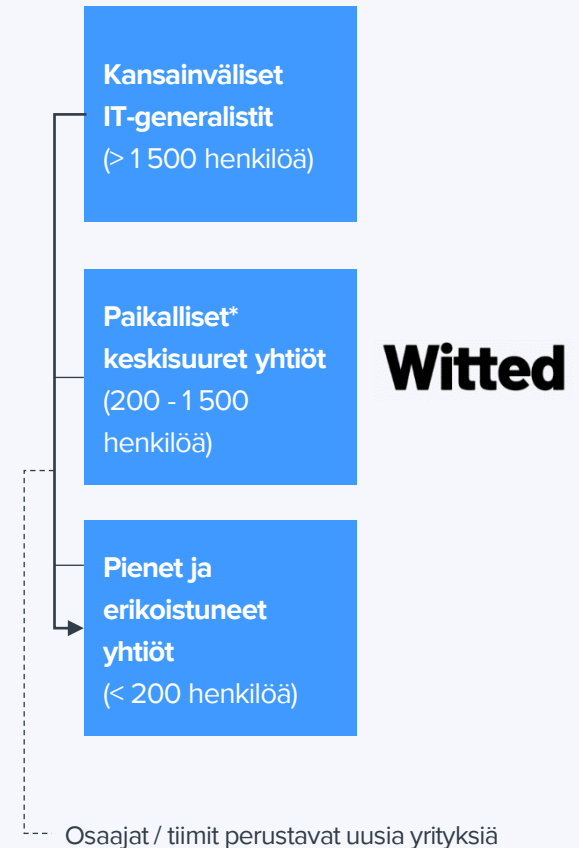 Kansainväliset
IT-generalistit
(> 1 500 henkilöä)
Paikalliset*
keskisuuret yhtiöt
(200 - 1 500
henkilöä)
Witted
Pienet ja
erikoistuneet
yhtiöt
(< 200 henkilöä)
Osaajat / tiimit perustavat uusia yrityksiä